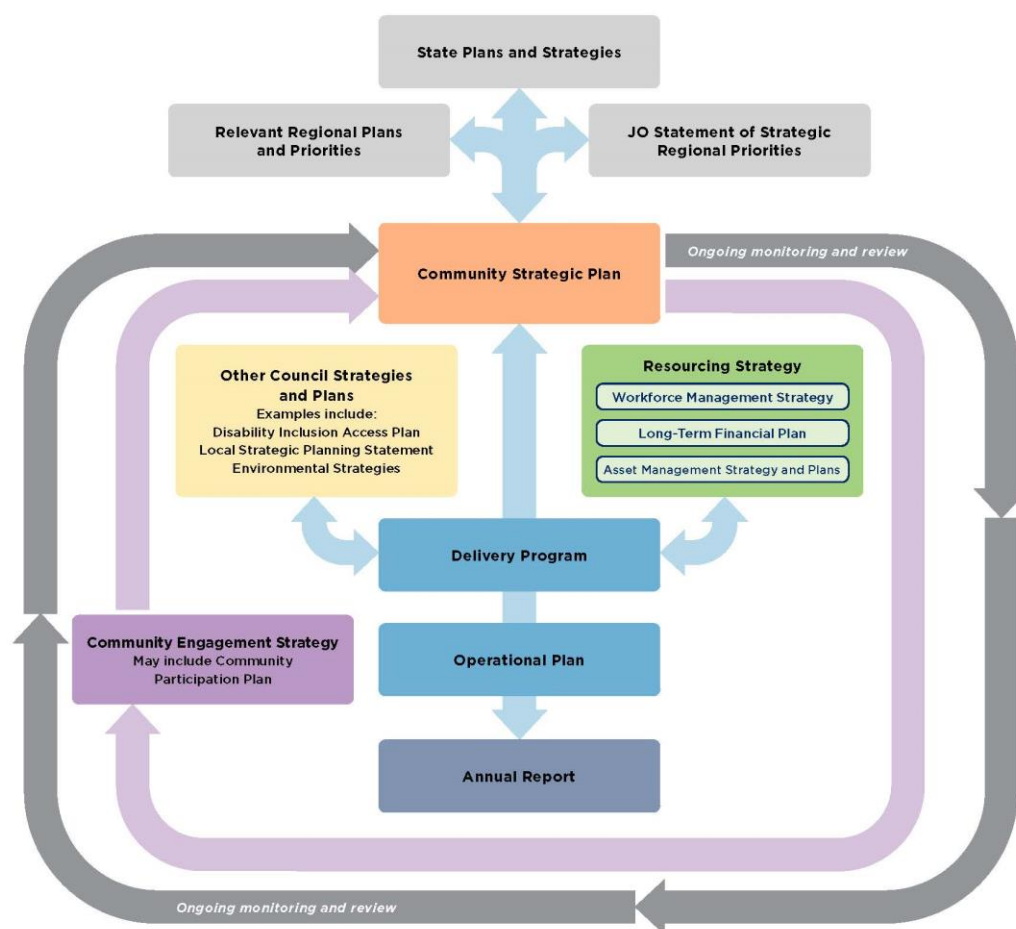 State Plans and Strategies
Relevant Regional Plans
and Priorities
JO Statement of Strategic
Regional Priorities
Community Strategic Plan
Ongoing monitoring and review
Other Council Strategies
and Plans
Examples include:
Disability Inclusion Access Plan
Local Strategic Planning Statement
Environmental Strategies
Resourcing Strategy
Workforce Management Strategy
Long-Term Financial Plan
Asset Management Strategy and Plans
Delivery Program
Community Engagement Strategy
May include Community
Participation Plan
Operational Plan
Annual Report
Ongoing monitoring and review